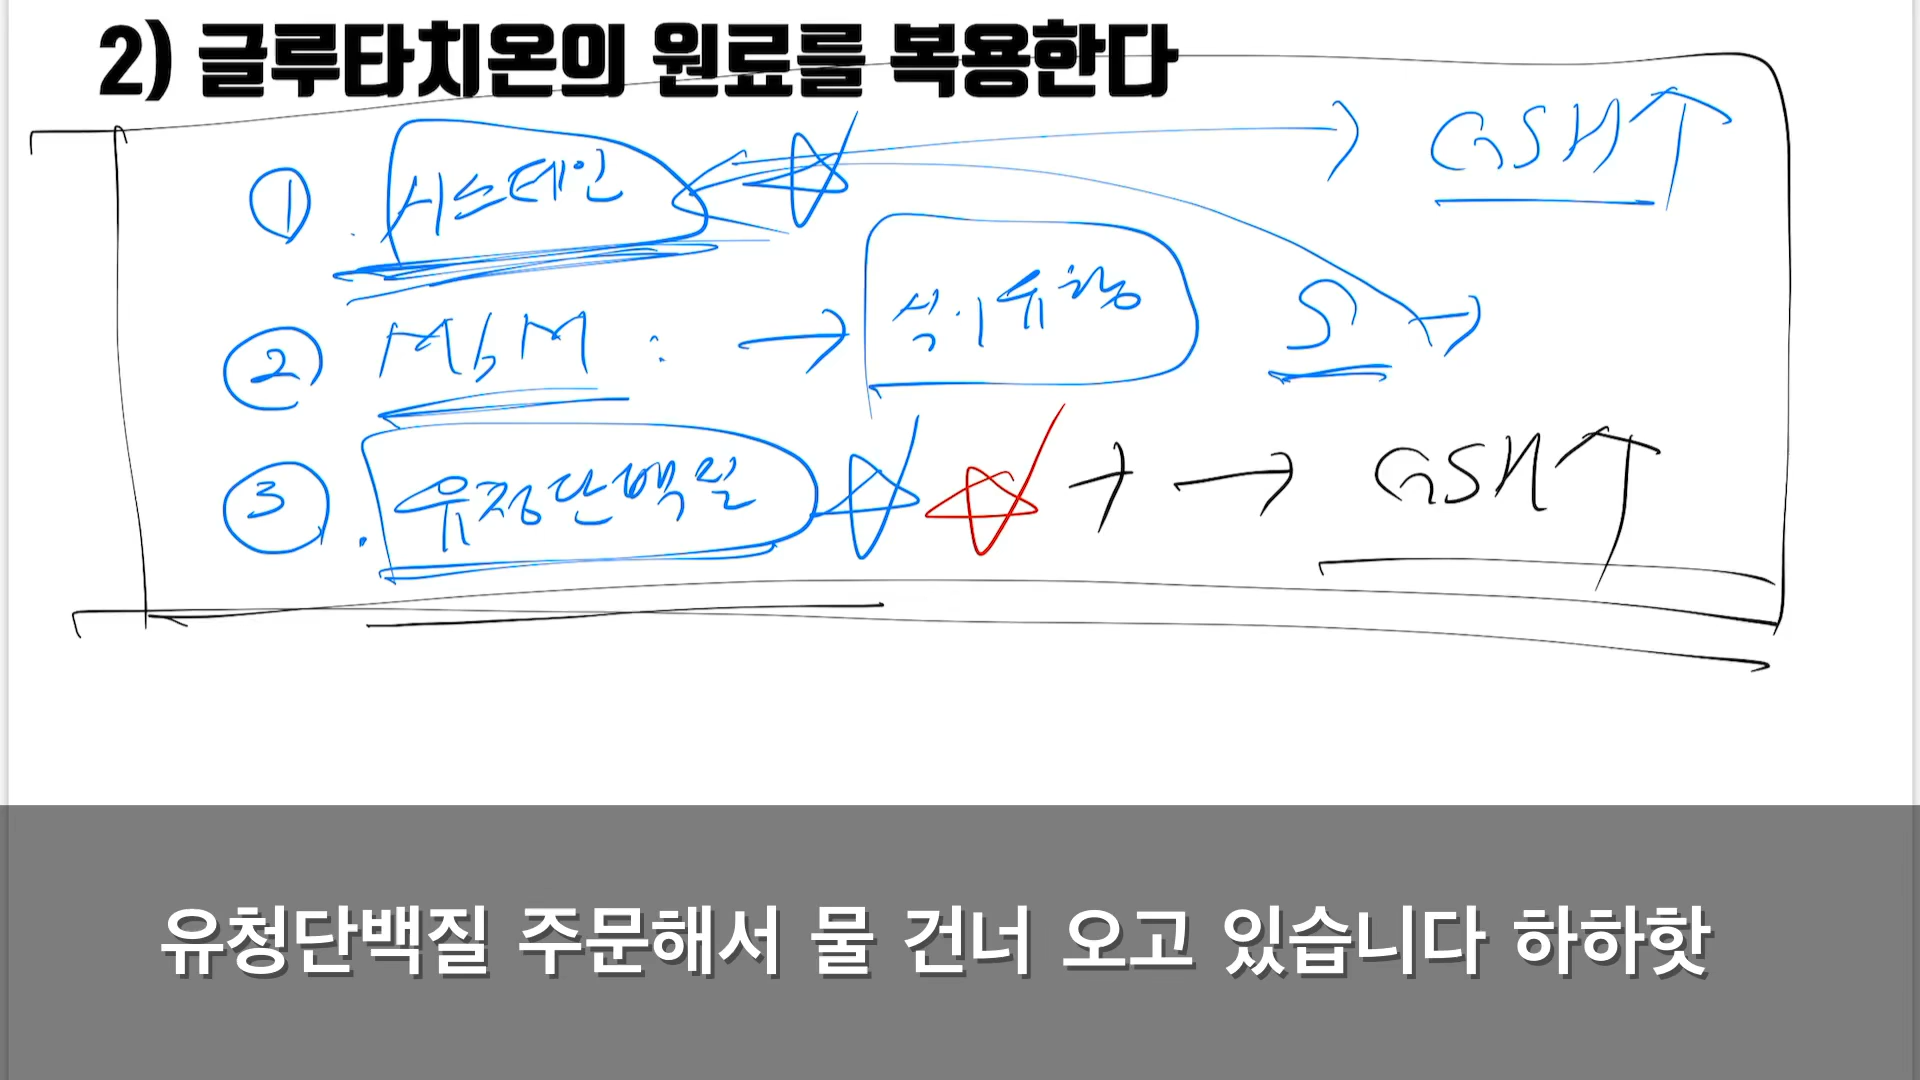 2) 글루타치온의 원료를 복용한다
① 시스테인 → GSH↑
② MSM : → 식이유황 S →
③ 유청단백질 + → GSH↑
유청단백질 주문해서 물 건너 오고 있습니다 하하핫